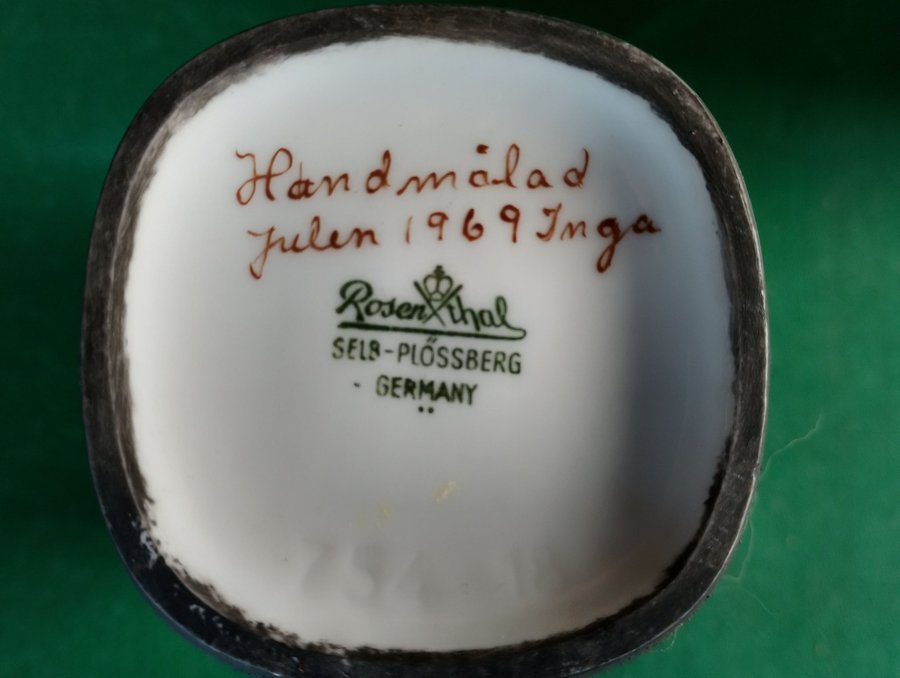 Handmålad
Julen 1969 Inga
Rosenthal
SELB-PLÖSSBERG
GERMANY